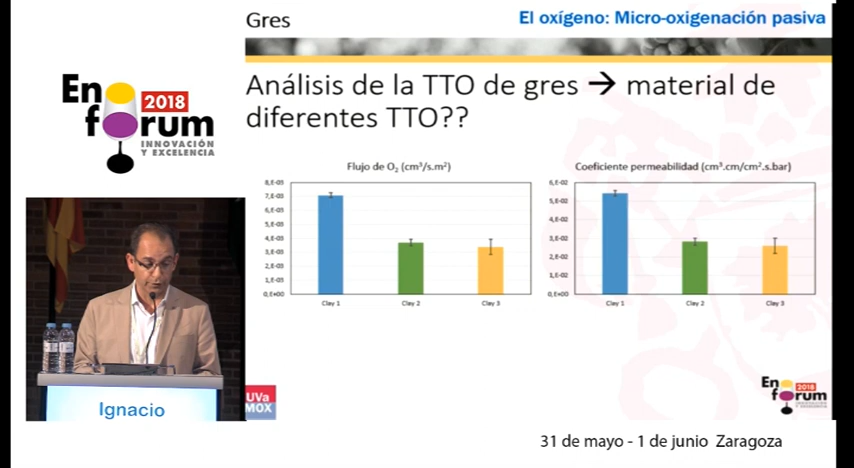 Gres
El oxígeno: Micro-oxigenación pasiva
Enforum
2018
INNOVACIÓN
Y EXCELENCIA
Análisis de la TTO de gres → material de
diferentes TTO??
Flujo de O₂ (cm³/s.m²)
8,E-03
7,E-03
6,E-03
5,E-03
4,E-03
3,E-03
2,E-03
1,E-03
0,E+00
Clay 1
Clay 2
Clay 3
Coeficiente permeabilidad (cm³.cm/cm².s.bar)
6,E-02
5,E-02
4,E-02
3,E-02
2,E-02
1,E-02
0,E+00
Clay 1
Clay 2
Clay 3
Ignacio
UVa
MOX
Enforum
2018
31 de mayo - 1 de junio Zaragoza